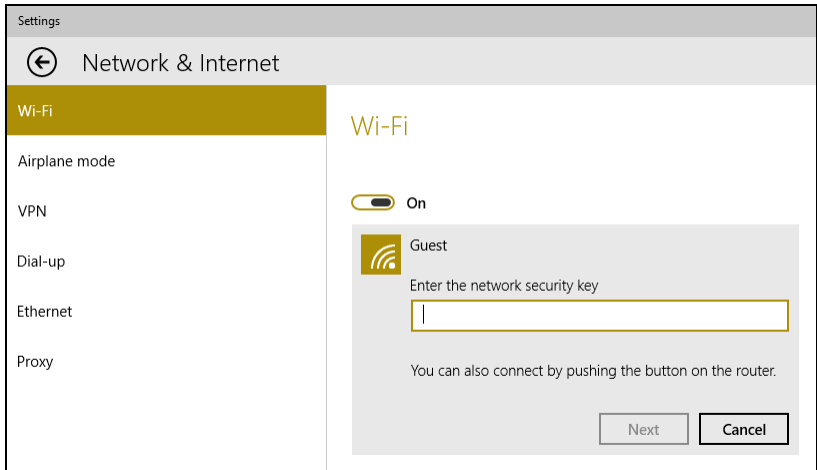 Settings
Network & Internet
Wi-Fi
Airplane mode
VPN
Dial-up
Ethernet
Proxy
Wi-Fi
On
Guest
Enter the network security key
You can also connect by pushing the button on the router.
Next
Cancel